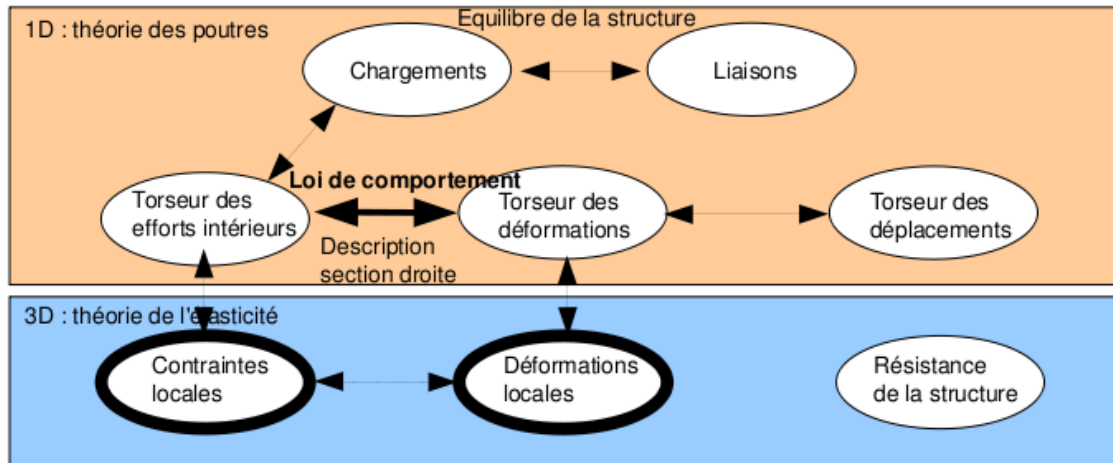 Equilibre de la structure
1D : théorie des poutres
Chargements
Liaisons
Loi de comportement
Torseur des
efforts intérieurs
Torseur des
déformations
Torseur des
déplacements
Description
section droite
3D : théorie de l'élasticité
Contraintes
locales
Déformations
locales
Résistance
de la structure